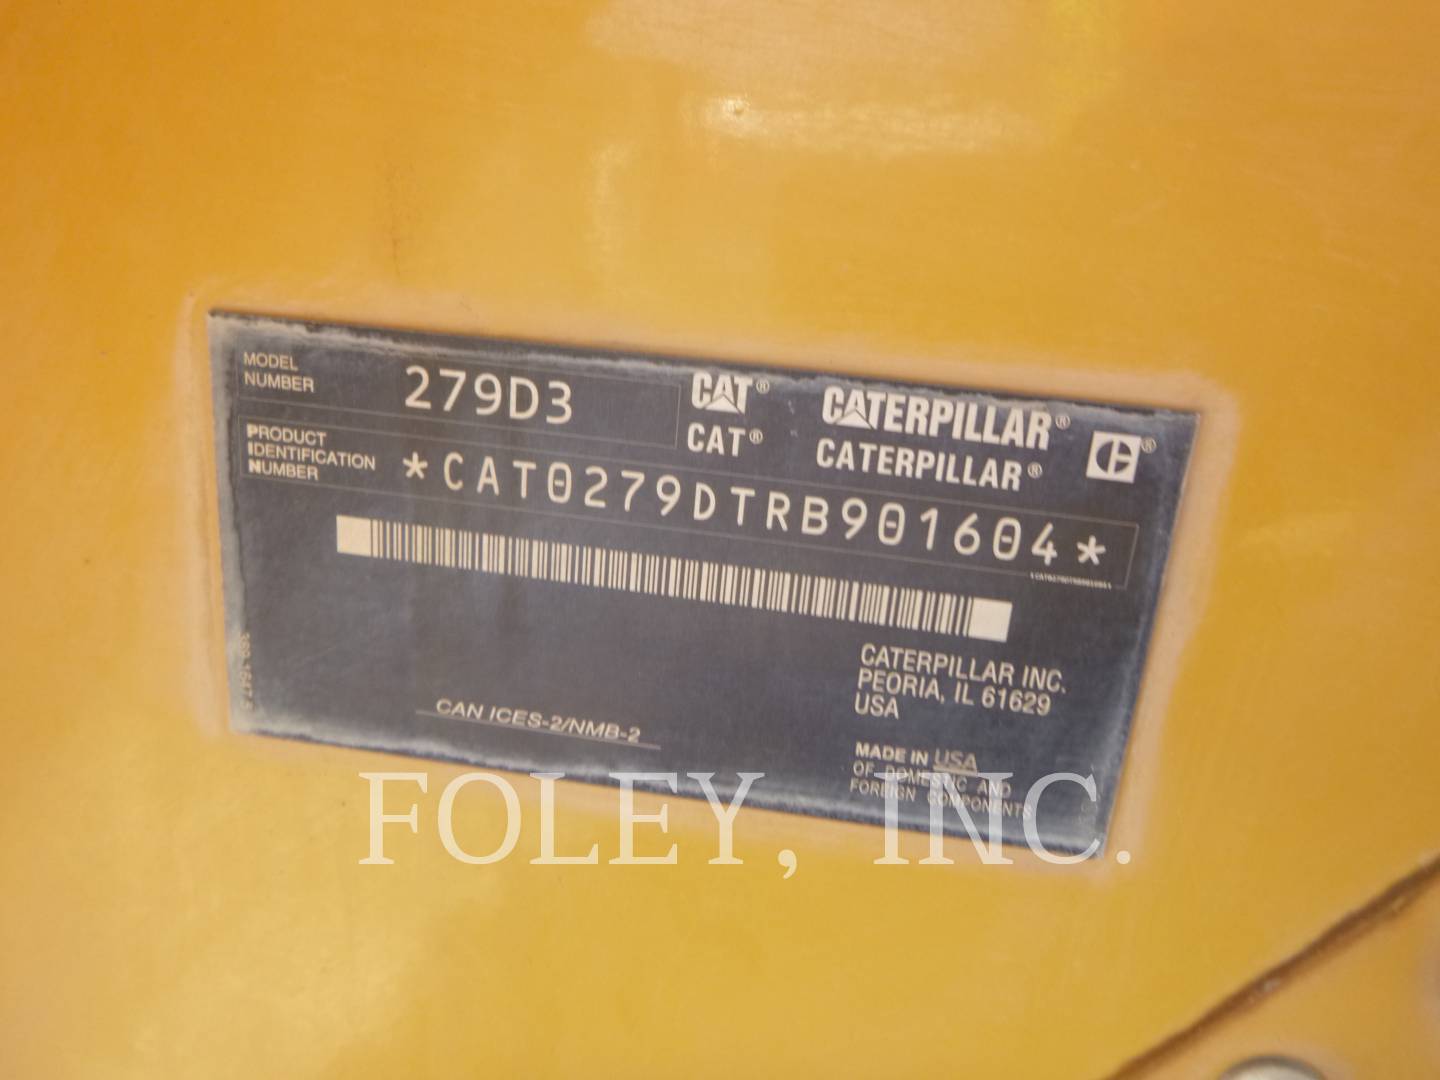 MODEL NUMBER 279D3
CAT® CATERPILLAR®
CAT® CATERPILLAR®
PRODUCT IDENTIFICATION NUMBER *CAT0279DTRB901604*
CATERPILLAR INC.
PEORIA, IL 61629
USA
CAN ICES-2/NMB-2
MADE IN USA
OF DOMESTIC AND
FOREIGN COMPONENTS
FOLEY, INC.